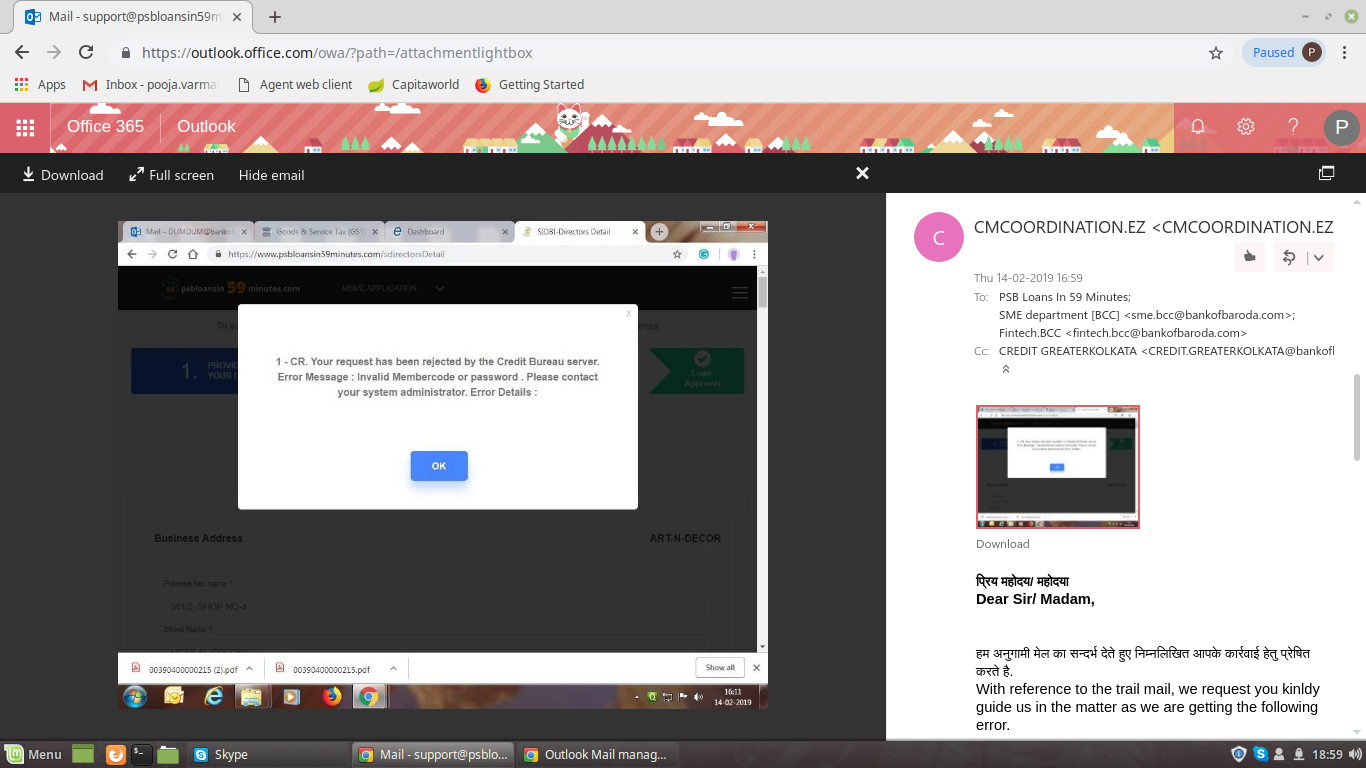 Mail - support@psbloansin59m
https://outlook.office.com/owa/?path=/attachmentlightbox
Paused P
Apps Inbox - pooja.varma Agent web client Capitaworld Getting Started
Office 365 Outlook ? P
Download Full screen Hide email
Mail – DUMDUM@bankof Goods & Service Tax (GST) Dashboard SIDBI-Directors Detail
https://www.psbloansin59minutes.com/sdirectorsDetail
psbloansin 59 minutes.com MSME APPLICATION
x
1. PROVIDE
YOUR D
Loan
Approval
1 - CR. Your request has been rejected by the Credit Bureau server.
Error Message : Invalid Membercode or password . Please contact
your system administrator. Error Details :
OK
Business Address ART-N-DECOR
Premise No. name *
301/2, SHOP NO-4
Street Name *
00390400000215 (2).pdf 00390400000215.pdf Show all
16:11
14-02-2019
C
CMCOORDINATION.EZ <CMCOORDINATION.EZ
Thu 14-02-2019 16:59
To: PSB Loans In 59 Minutes;
SME department [BCC] <sme.bcc@bankofbaroda.com>;
Fintech.BCC <fintech.bcc@bankofbaroda.com>
Cc: CREDIT GREATERKOLKATA <CREDIT.GREATERKOLKATA@bankofl
Download
प्रिय महोदय/ महोदया
Dear Sir/ Madam,
हम अनुगामी मेल का सन्दर्भ देते हुए निम्नलिखित आपके कार्रवाई हेतु प्रेषित
करते है.
With reference to the trail mail, we request you kinldy
guide us in the matter as we are getting the following
error.
Menu Skype Mail - support@psblo... Outlook Mail manag... 18:59